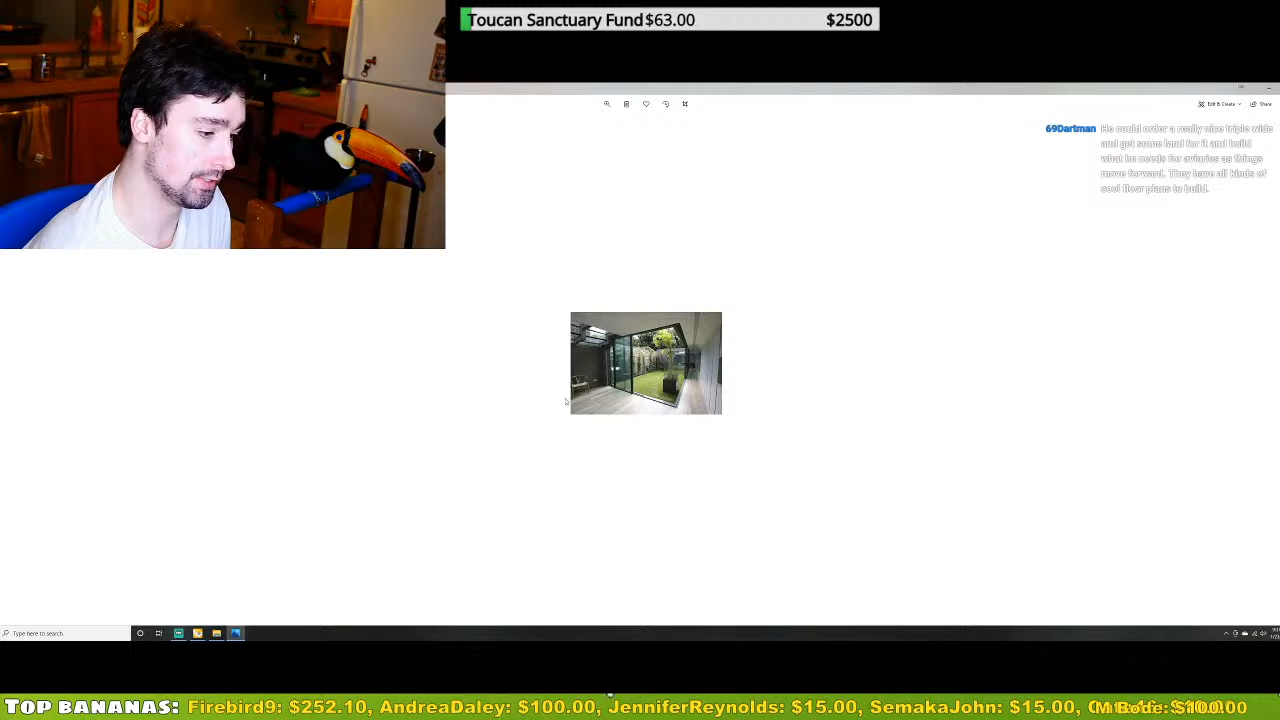 Toucan Sanctuary Fund $63.00 $2500
Edit & Create Share
69Dartman He could order a really nice triple wide
and get some land for it and build
what he needs for aviaries as things
move forward. They have all kinds of
cool floor plans to build.
Type here to search
TOP BANANAS: Firebird9: $252.10, AndreaDaley: $100.00, JenniferReynolds: $15.00, SemakaJohn: $15.00,